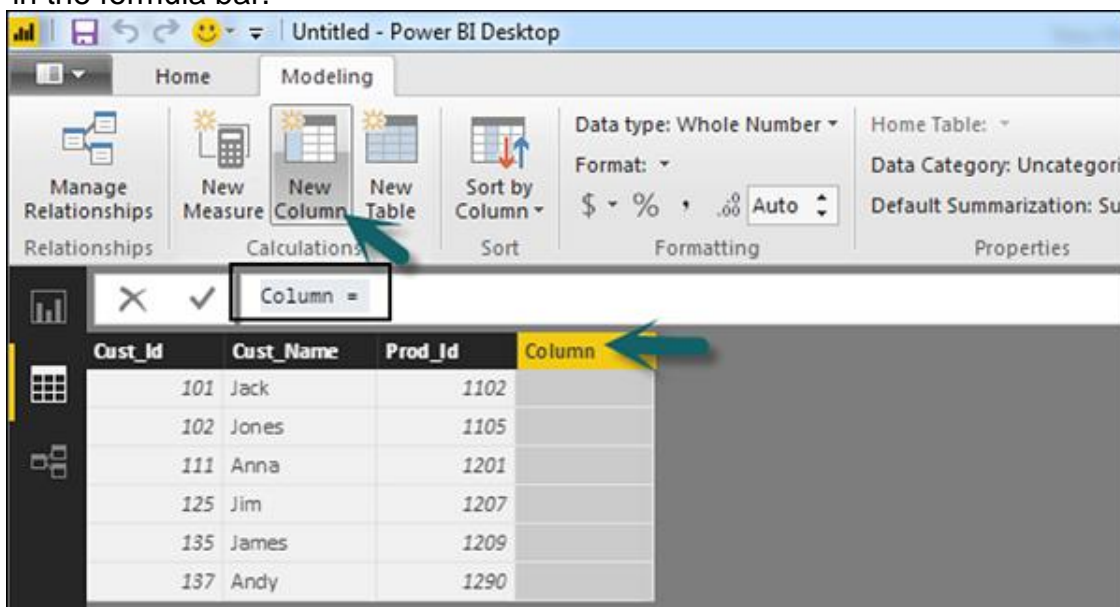 in the formula bar.
Untitled - Power BI Desktop
Home Modeling
Manage Relationships
New Measure
New Column
New Table
Sort by Column
Data type: Whole Number
Format:
$ % , .00 Auto
Home Table:
Data Category: Uncategori
Default Summarization: Su
Relationships Calculations Sort Formatting Properties
Column =
Cust_Id Cust_Name Prod_Id Column
101 Jack 1102
102 Jones 1105
111 Anna 1201
125 Jim 1207
135 James 1209
137 Andy 1290